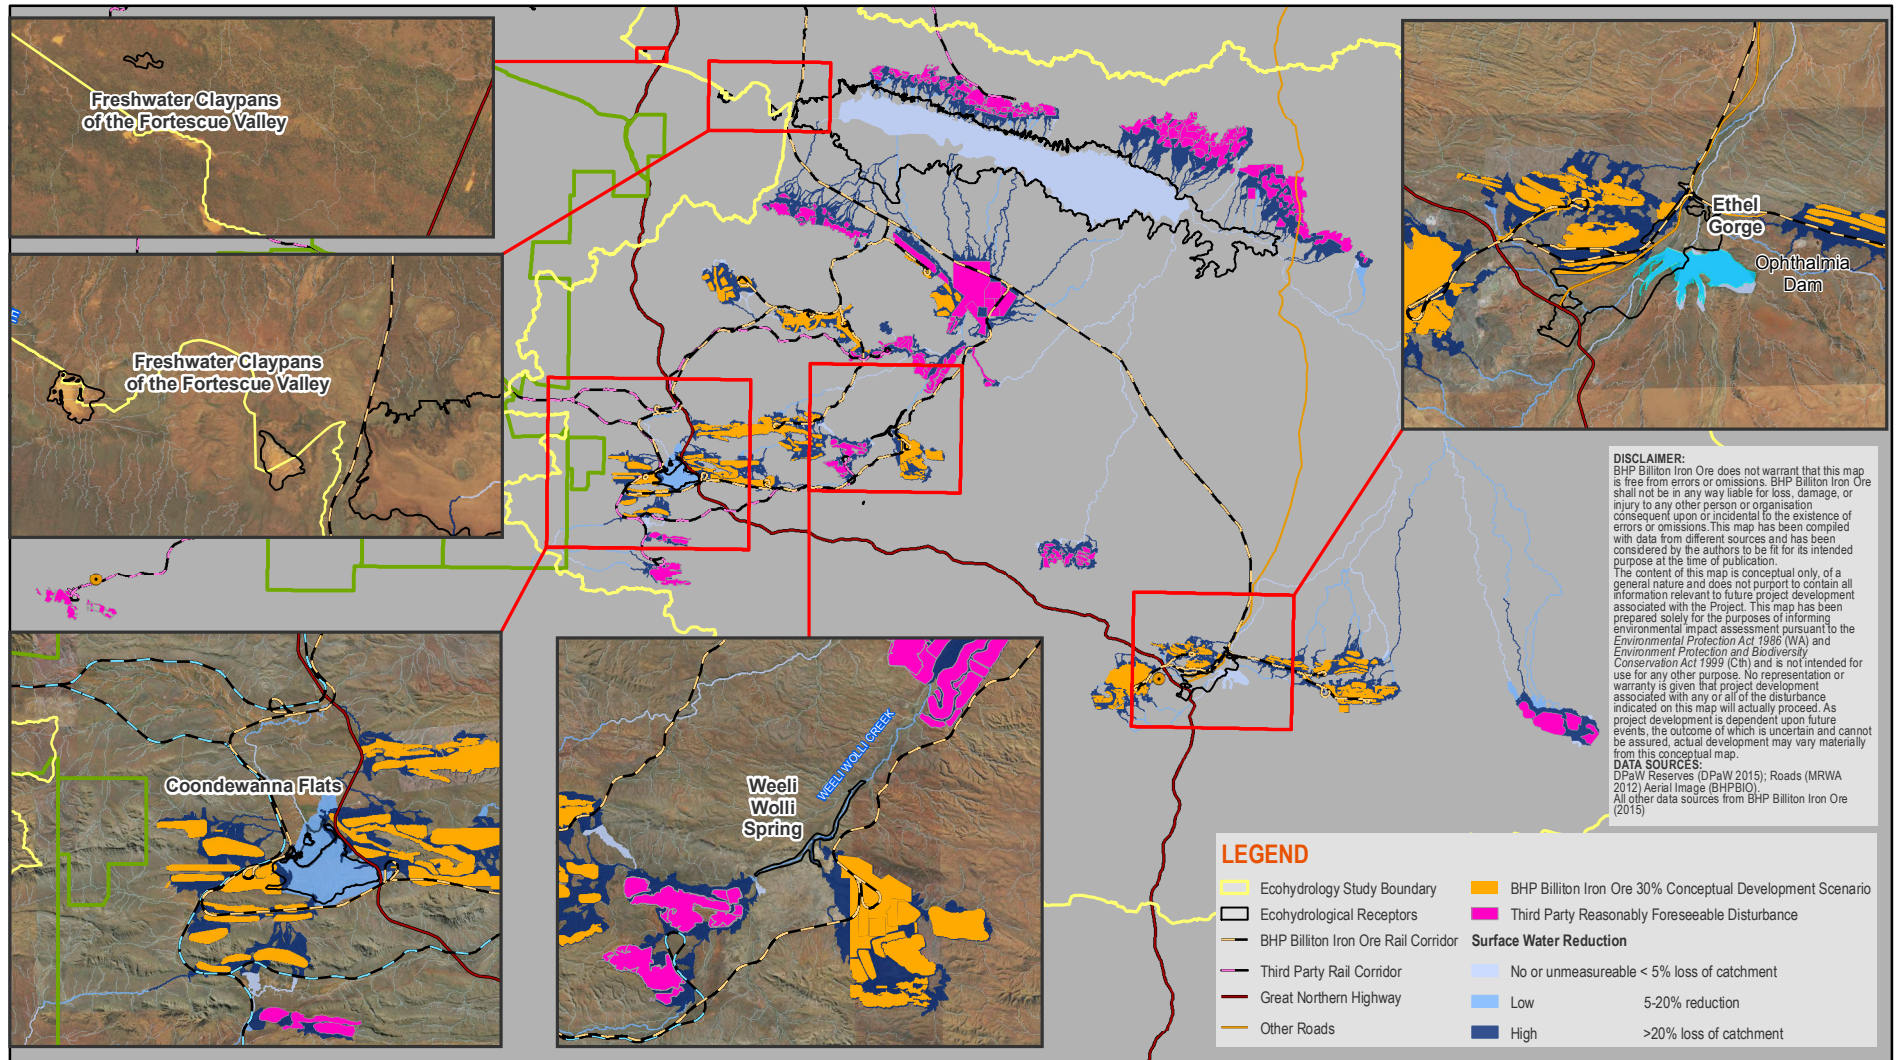 Freshwater Claypans
of the Fortescue Valley
Freshwater Claypans
of the Fortescue Valley
Ethel
Gorge
Ophthalmia
Dam
Coondewanna Flats
Weeli
Wolli
Spring
WEELI WOLLI CREEK
DISCLAIMER:
BHP Billiton Iron Ore does not warrant that this map
is free from errors or omissions. BHP Billiton Iron Ore
shall not be in any way liable for loss, damage, or
injury to any other person or organisation
consequent upon or incidental to the existence of
errors or omissions.This map has been compiled
with data from different sources and has been
considered by the authors to be fit for its intended
purpose at the time of publication.
The content of this map is conceptual only, of a
general nature and does not purport to contain all
information relevant to future project development
associated with the Project. This map has been
prepared solely for the purposes of informing
environmental impact assessment pursuant to the
Environmental Protection Act 1986 (WA) and
Environment Protection and Biodiversity
Conservation Act 1999 (Cth) and is not intended for
use for any other purpose. No representation or
warranty is given that project development
associated with any or all of the disturbance
indicated on this map will actually proceed. As
project development is dependent upon future
events, the outcome of which is uncertain and cannot
be assured, actual development may vary materially
from this conceptual map.
DATA SOURCES:
DPaW Reserves (DPaW 2015); Roads (MRWA
2012) Aerial Image (BHPBIO).
All other data sources from BHP Billiton Iron Ore
(2015)
LEGEND
Ecohydrology Study Boundary
Ecohydrological Receptors
BHP Billiton Iron Ore Rail Corridor
Third Party Rail Corridor
Great Northern Highway
Other Roads
BHP Billiton Iron Ore 30% Conceptual Development Scenario
Third Party Reasonably Foreseeable Disturbance
Surface Water Reduction
No or unmeasureable < 5% loss of catchment
Low 5-20% reduction
High >20% loss of catchment